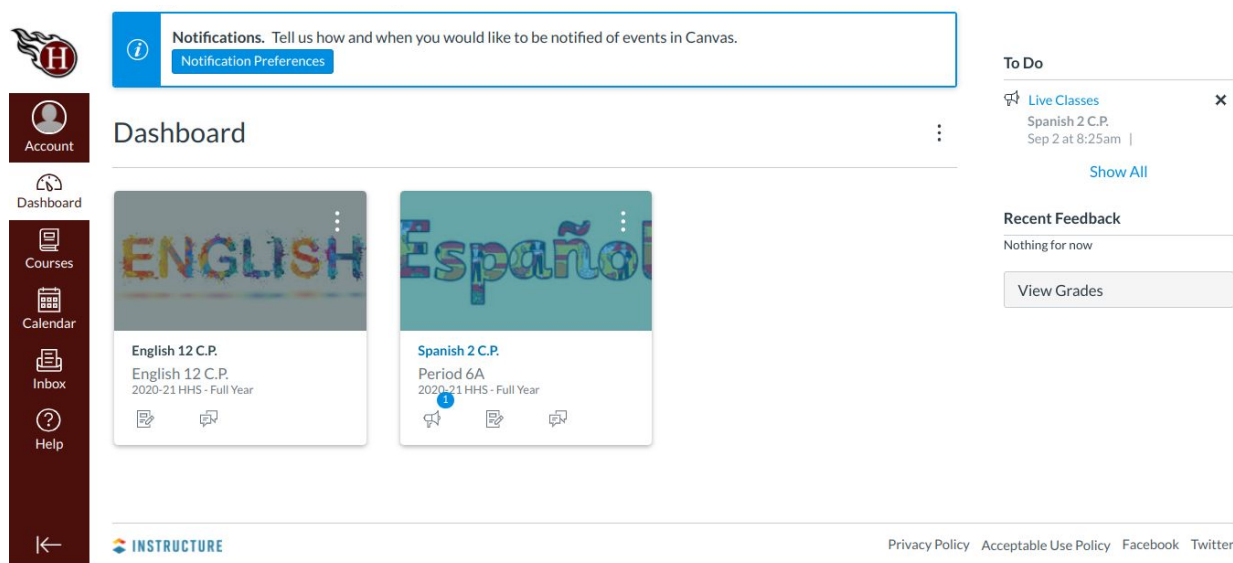 H
Account
Dashboard
Courses
Calendar
Inbox
Help
Notifications. Tell us how and when you would like to be notified of events in Canvas.
Notification Preferences
Dashboard
ENGLISH
English 12 C.P.
English 12 C.P.
2020-21 HHS - Full Year
Español
Spanish 2 C.P.
Period 6A
2020-21 HHS - Full Year
1
To Do
Live Classes
Spanish 2 C.P.
Sep 2 at 8:25am |
Show All
Recent Feedback
Nothing for now
View Grades
INSTRUCTURE
Privacy Policy Acceptable Use Policy Facebook Twitter